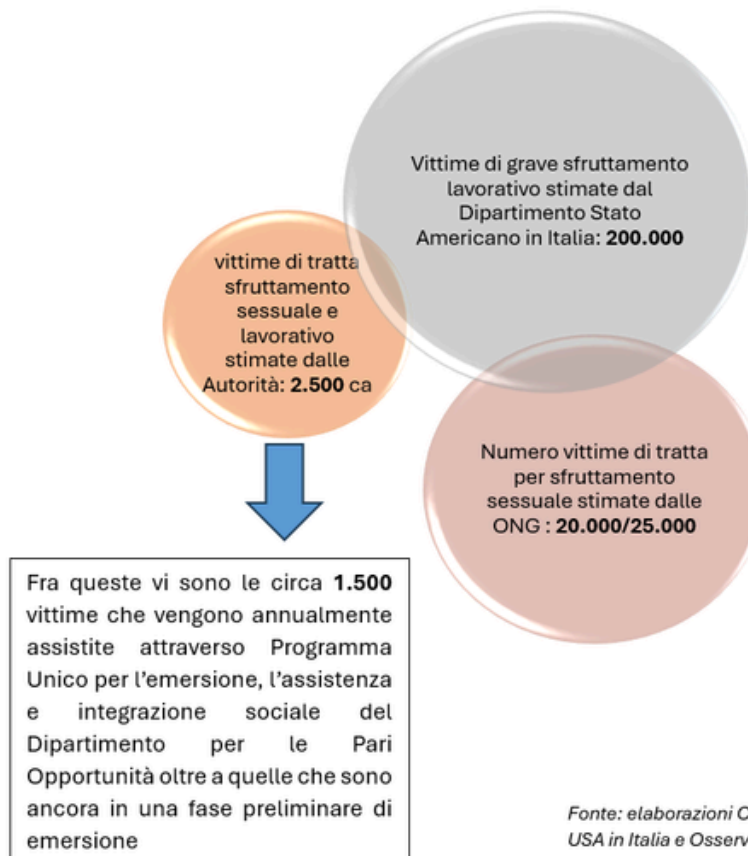 Vittime di grave sfruttamento
lavorativo stimate dal
Dipartimento Stato
Americano in Italia: 200.000
vittime di tratta
sfruttamento
sessuale e
lavorativo
stimate dalle
Autorità: 2.500 ca
Numero vittime di tratta
per sfruttamento
sessuale stimate dalle
ONG : 20.000/25.000
Fra queste vi sono le circa 1.500
vittime che vengono annualmente
assistite attraverso Programma
Unico per l'emersione, l'assistenza
e integrazione sociale del
Dipartimento per le Pari
Opportunità oltre a quelle che sono
ancora in una fase preliminare di
emersione
Fonte: elaborazioni
USA in Italia e